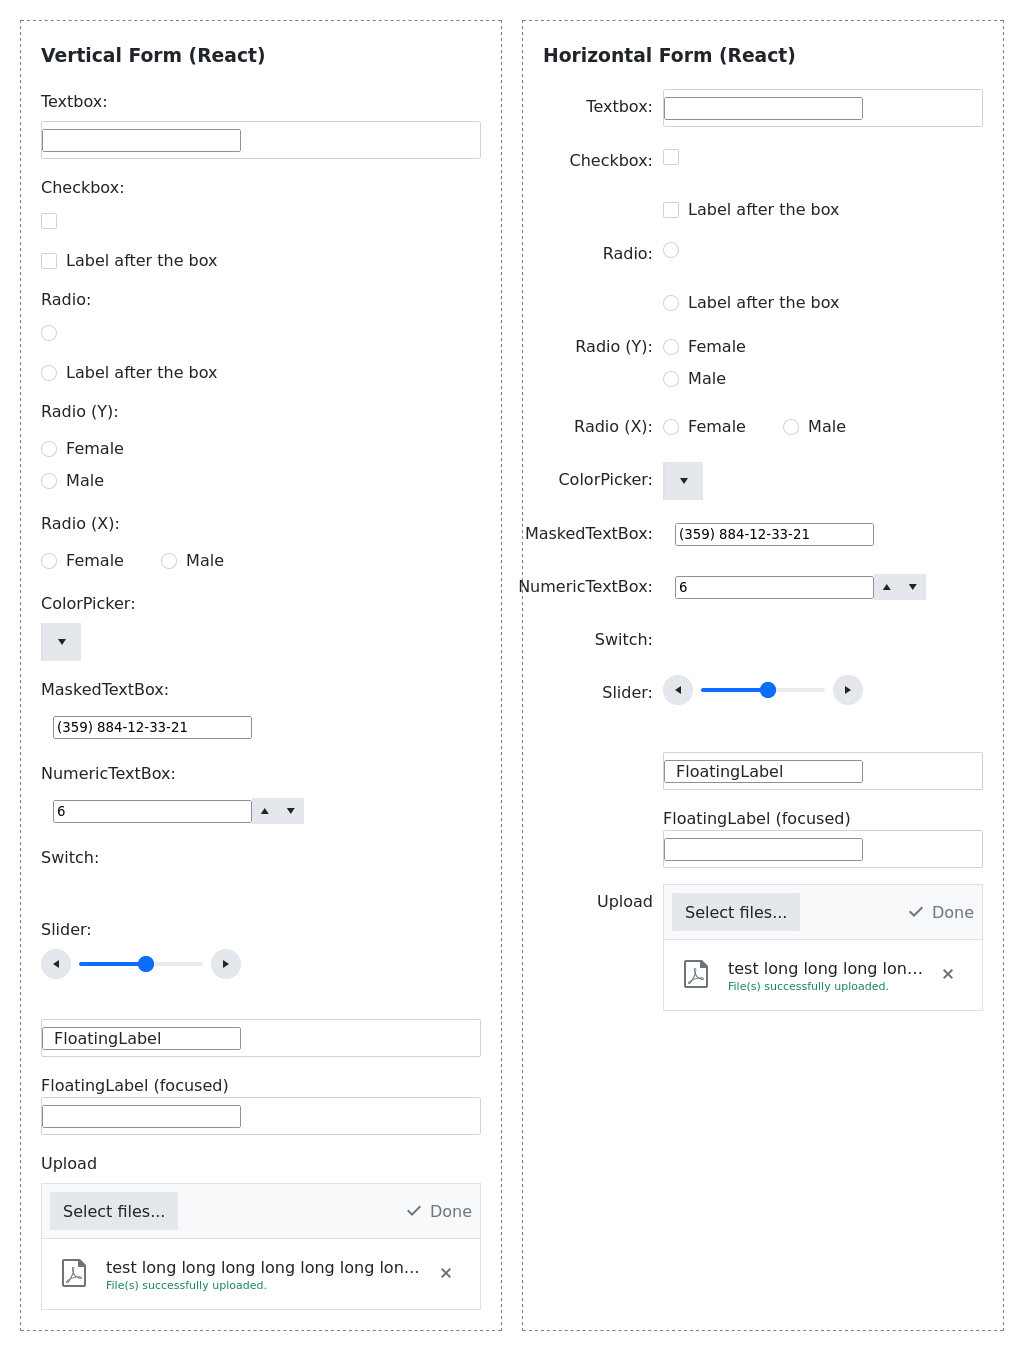 Vertical Form (React)
Textbox:
Checkbox:
Label after the box
Radio:
Label after the box
Radio (Y):
Female
Male
Radio (X):
Female Male
ColorPicker:
MaskedTextBox:
(359) 884-12-33-21
NumericTextBox:
6
Switch:
Slider:
FloatingLabel
FloatingLabel (focused)
Upload
Select files... Done
test long long long long long long lon...
File(s) successfully uploaded.
Horizontal Form (React)
Textbox:
Checkbox:
Label after the box
Radio:
Label after the box
Radio (Y): Female
Male
Radio (X): Female Male
ColorPicker:
MaskedTextBox: (359) 884-12-33-21
NumericTextBox: 6
Switch:
Slider:
FloatingLabel
FloatingLabel (focused)
Upload Select files... Done
test long long long lon...
File(s) successfully uploaded.